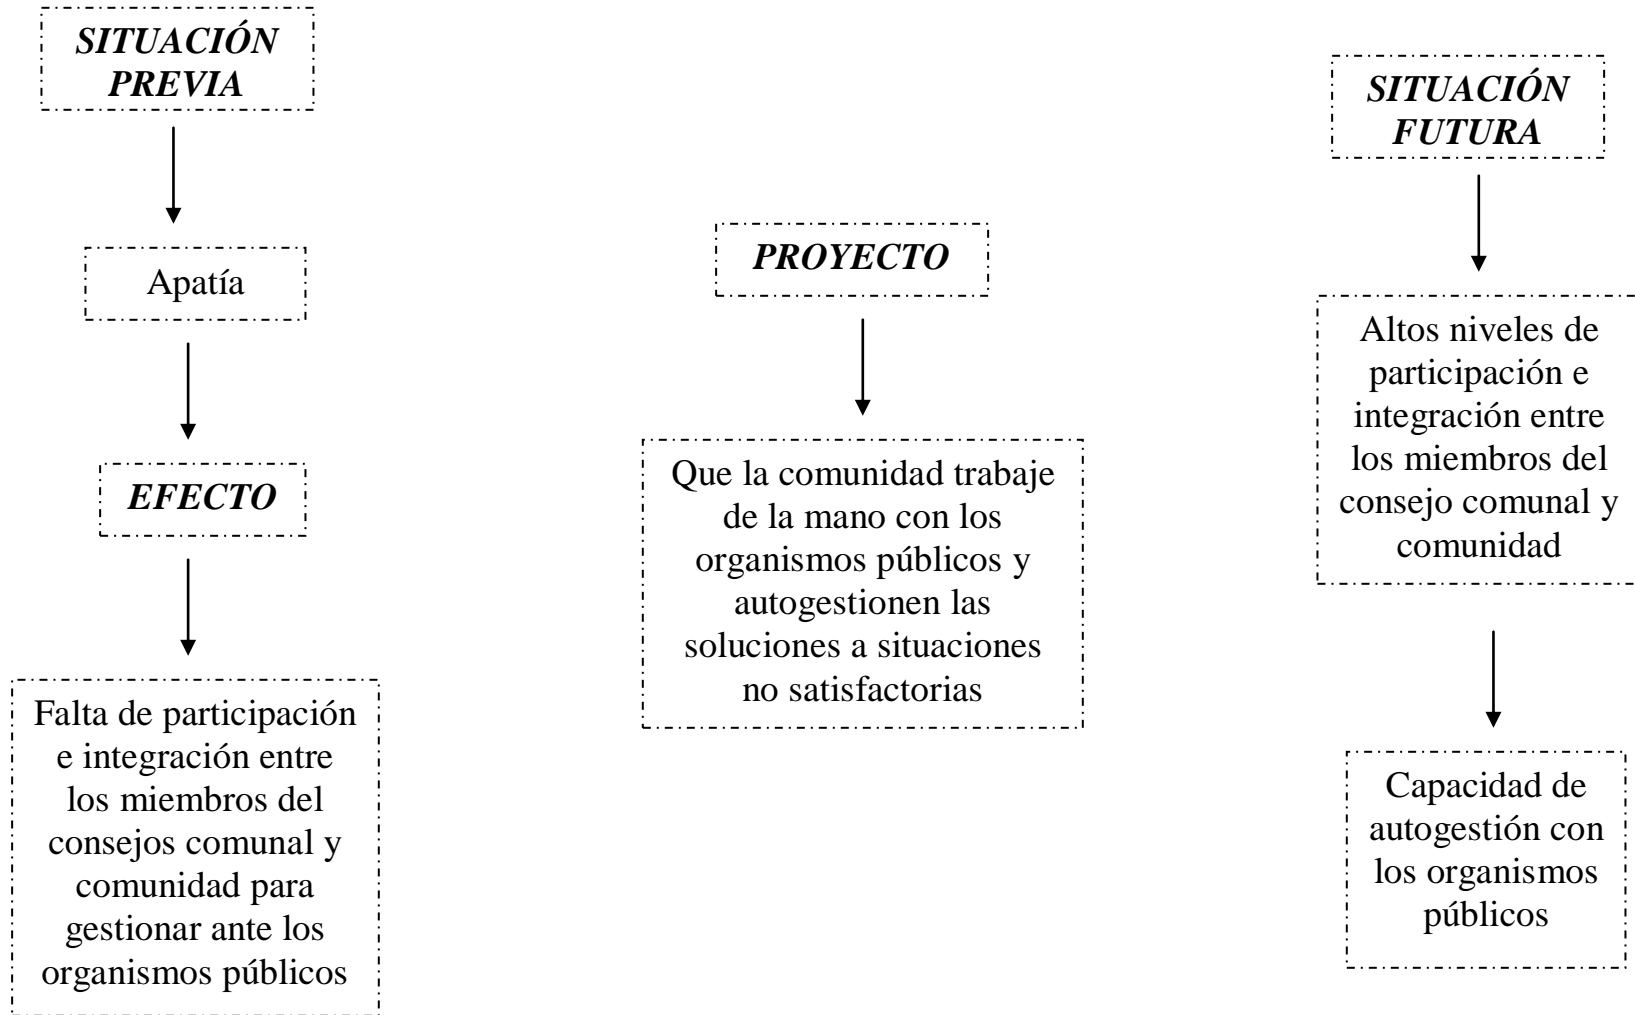 SITUACIÓN
PREVIA
Apatía
EFECTO
Falta de participación
e integración entre
los miembros del
consejos comunal y
comunidad para
gestionar ante los
organismos públicos
PROYECTO
Que la comunidad trabaje
de la mano con los
organismos públicos y
autogestionen las
soluciones a situaciones
no satisfactorias
SITUACIÓN
FUTURA
Altos niveles de
participación e
integración entre
los miembros del
consejo comunal y
comunidad
Capacidad de
autogestión con
los organismos
públicos